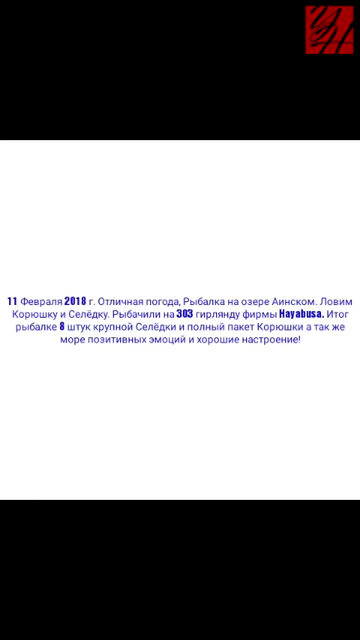 11 Февраля 2018 г. Отличная погода, Рыбалка на озере Аинском. Ловим
Корюшку и Селёдку. Рыбачили на 303 гирлянду фирмы Hayabusa. Итог
рыбалке 8 штук крупной Селёдки и полный пакет Корюшки а так же
море позитивных эмоций и хорошие настроение!